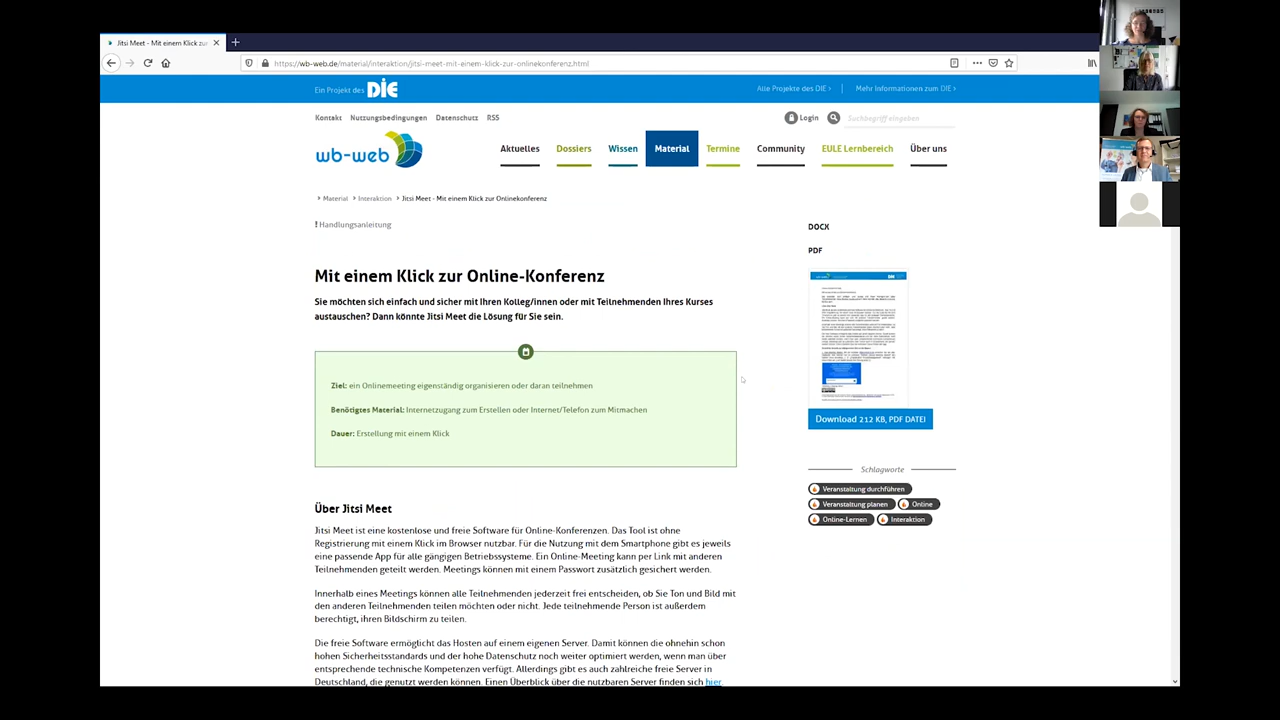 Jitsi Meet - Mit einem Klick zur
https://wb-web.de/material/interaktion/jitsi-meet-mit-einem-klick-zur-onlinekonferenz.html
Ein Projekt des DIE
Alle Projekte des DIE
Mehr Informationen zum DIE
Kontakt Nutzungsbedingungen Datenschutz RSS
Login
Suchbegriff eingeben
wb-web
Aktuelles Dossiers Wissen Material Termine Community EULE Lernbereich Über uns
Material Interaktion Jitsi Meet - Mit einem Klick zur Onlinekonferenz
! Handlungsanleitung
Mit einem Klick zur Online-Konferenz
Sie möchten sich einfach und sicher mit Ihren Kolleg/innen oder mit Teilnehmenden Ihres Kurses
austauschen? Dann könnte Jitsi Meet die Lösung für Sie sein.
Ziel: ein Onlinemeeting eigenständig organisieren oder daran teilnehmen
Benötigtes Material: Internetzugang zum Erstellen oder Internet/Telefon zum Mitmachen
Dauer: Erstellung mit einem Klick
Über Jitsi Meet
Jitsi Meet ist eine kostenlose und freie Software für Online-Konferenzen. Das Tool ist ohne
Registrierung mit einem Klick im Browser nutzbar. Für die Nutzung mit dem Smartphone gibt es jeweils
eine passende App für alle gängigen Betriebssysteme. Ein Online-Meeting kann per Link mit anderen
Teilnehmenden geteilt werden. Meetings können mit einem Passwort zusätzlich gesichert werden.
Innerhalb eines Meetings können alle Teilnehmenden jederzeit frei entscheiden, ob Sie Ton und Bild mit
den anderen Teilnehmenden teilen möchten oder nicht. Jede teilnehmende Person ist außerdem
berechtigt, ihren Bildschirm zu teilen.
Die freie Software ermöglicht das Hosten auf einem eigenen Server. Damit können die ohnehin schon
hohen Sicherheitsstandards und der hohe Datenschutz noch weiter optimiert werden, wenn man über
entsprechende technische Kompetenzen verfügt. Allerdings gibt es auch zahlreiche freie Server in
Deutschland, die genutzt werden können. Einen Überblick über die nutzbaren Server finden sich hier.
DOCX
PDF
Download 212 KB, PDF DATEI
Schlagworte
Veranstaltung durchführen
Veranstaltung planen Online
Online-Lernen Interaktion